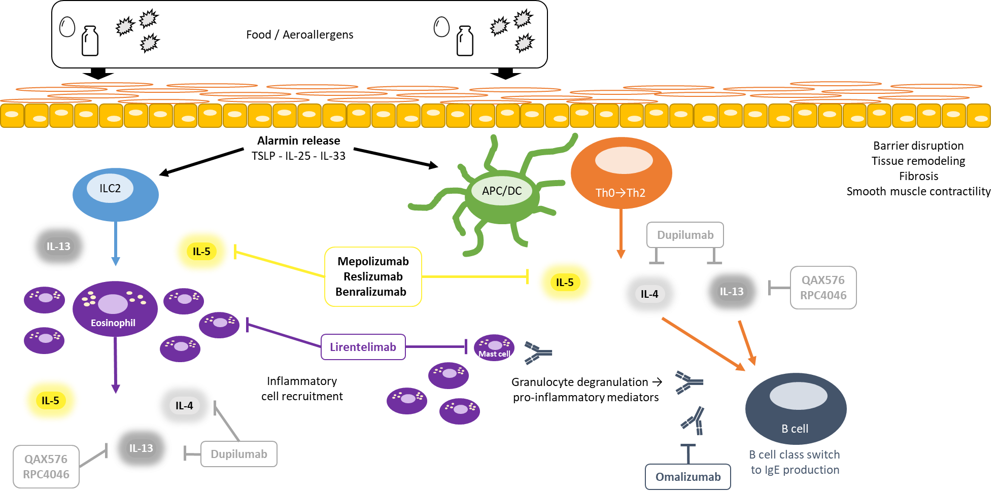 Food / Aeroallergens
Alarmin release
TSLP - IL-25 - IL-33
Barrier disruption
Tissue remodeling
Fibrosis
Smooth muscle contractility
ILC2
APC/DC
Th0→Th2
IL-13
IL-5
Dupilumab
Mepolizumab
Reslizumab
Benralizumab
IL-5
IL-4
IL-13
QAX576
RPC4046
Eosinophil
Lirentelimab
Mast cell
Inflammatory
cell recruitment
Granulocyte degranulation →
pro-inflammatory mediators
IL-5
IL-4
IL-13
Dupilumab
QAX576
RPC4046
B cell
B cell class switch
to IgE production
Omalizumab